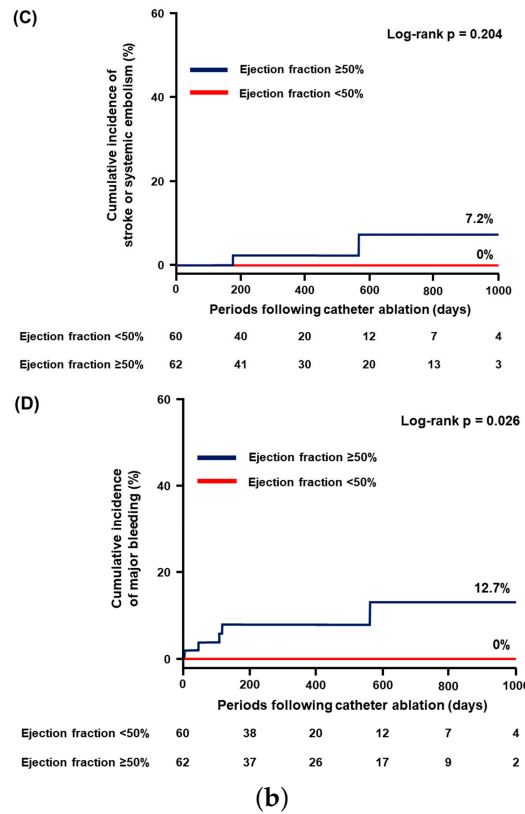 (C)
60
Log-rank p = 0.204
Ejection fraction ≥50%
Ejection fraction <50%
Cumulative incidence of
stroke or systemic embolism (%)
40
20
7.2%
0%
0
0 200 400 600 800 1000
Periods following catheter ablation (days)
Ejection fraction <50% 60 40 20 12 7 4
Ejection fraction ≥50% 62 41 30 20 13 3
(D)
60
Log-rank p = 0.026
Ejection fraction ≥50%
Ejection fraction <50%
Cumulative incidence
of major bleeding (%)
40
20
12.7%
0%
0
0 200 400 600 800 1000
Periods following catheter ablation (days)
Ejection fraction <50% 60 38 20 12 7 4
Ejection fraction ≥50% 62 37 26 17 9 2
(b)